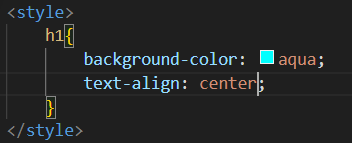 <style>
h1{
background-color: aqua;
text-align: center;
}
</style>